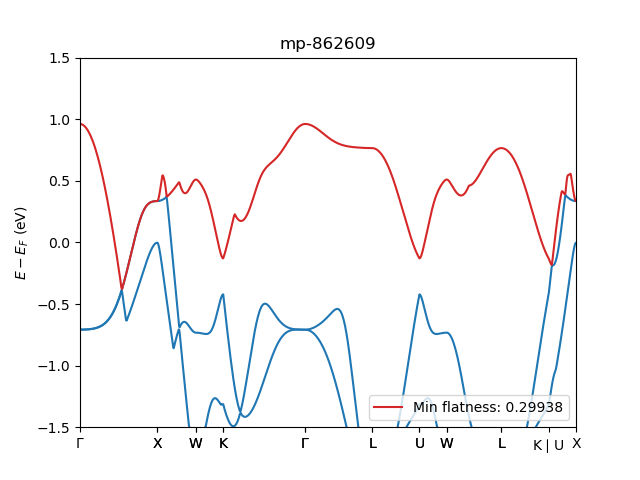 mp-862609
E − E_F (eV)
1.5
1.0
0.5
0.0
−0.5
−1.0
−1.5
Min flatness: 0.29938
Γ X W K Γ L U W L K | U X